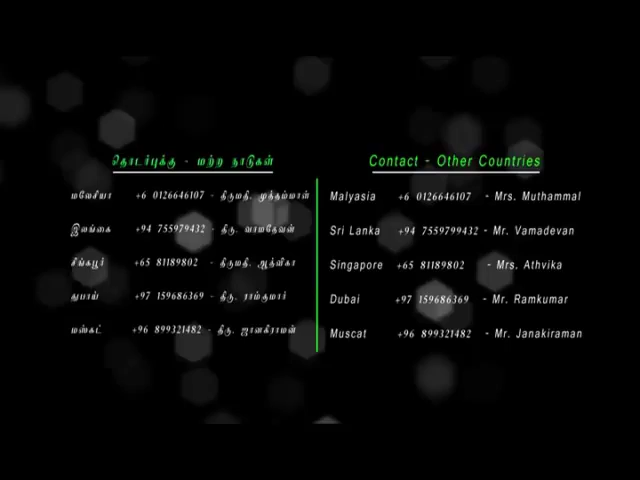 தொடர்புக்கு - மற்ற நாடுகள்
மலேசியா +6 0126646107 - திருமதி. முத்தம்மாள்
இலங்கை +94 755979432 - திரு. வாமதேவன்
சிங்கபூர் +65 81189802 - திருமதி. ஆத்விகா
துபாய் +97 159686369 - திரு. ராம்குமார்
மஸ்கட் +96 899321482 - திரு. ஜானகிராமன்
Contact - Other Countries
Malyasia +6 0126646107 - Mrs. Muthammal
Sri Lanka +94 7559799432 - Mr. Vamadevan
Singapore +65 81189802 - Mrs. Athvika
Dubai +97 159686369 - Mr. Ramkumar
Muscat +96 899321482 - Mr. Janakiraman